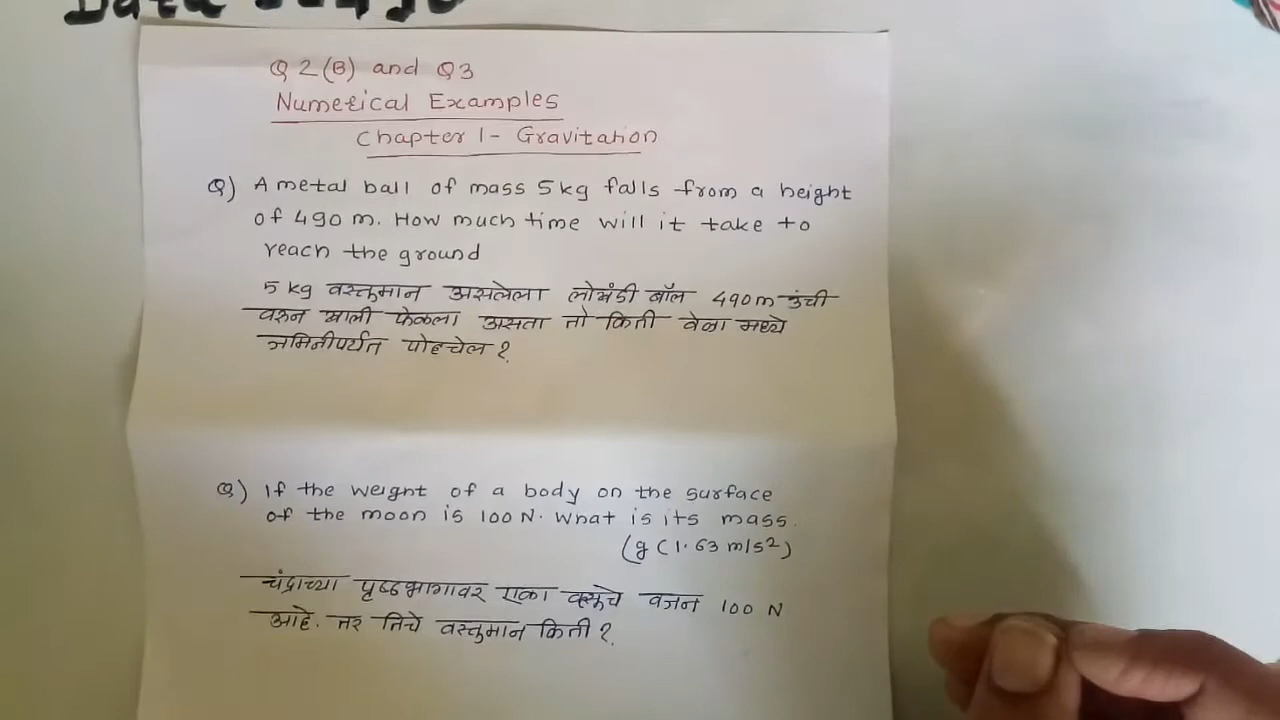 Q 2 (B) and Q3
Numerical Examples
Chapter 1 - Gravitation
Q) A metal ball of mass 5 kg falls from a height
of 490 m. How much time will it take to
reach the ground
5 kg वस्तुमान असलेला लोखंडी बॉल 490 m उंची
वरुन खाली फेकला असता तो किती वेळा मध्ये
जमिनीपर्यंत पोहचेल ?
Q) If the weight of a body on the surface
of the moon is 100 N. What is its mass.
(g (1.63 m/s²)
चंद्राच्या पृष्ठभागावर एका वस्तूचे वजन 100 N
आहे. तर तिचे वस्तुमान किती ?